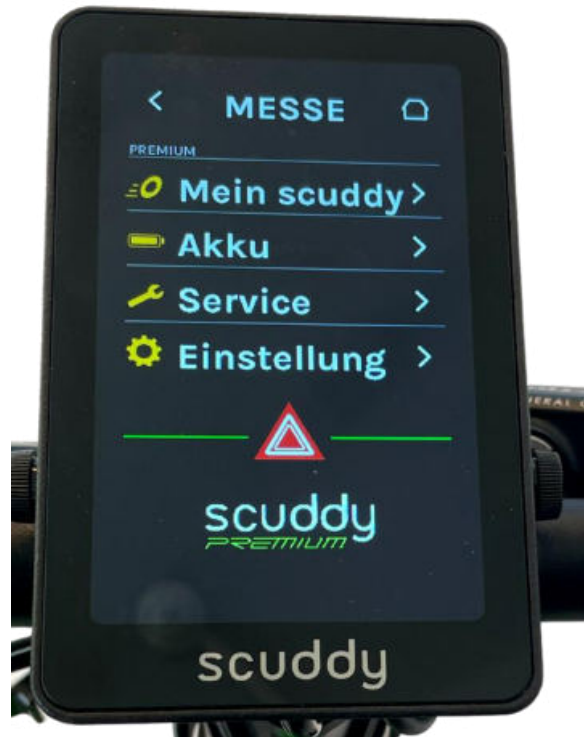 MESSE
PREMIUM
Mein scuddy
Akku
Service
Einstellung
scuddy
PREMIUM
scuddy